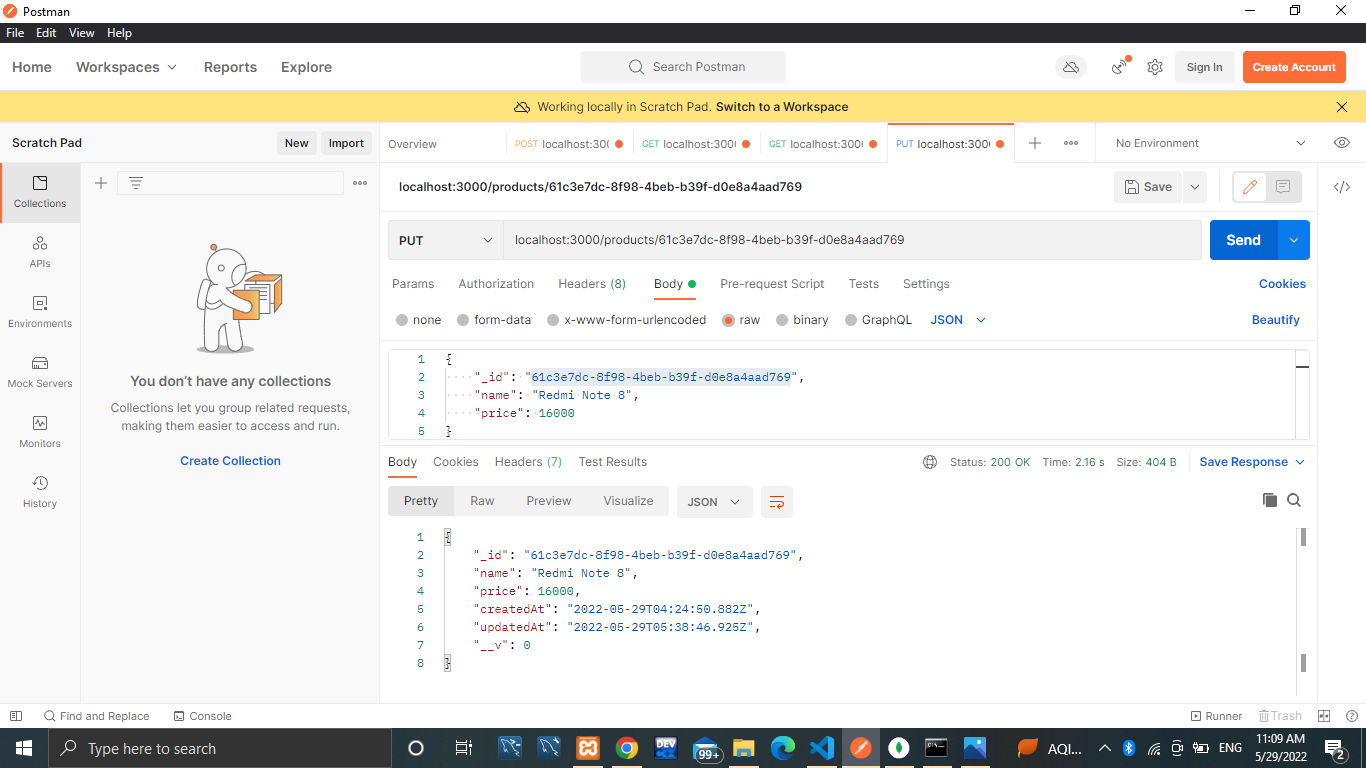 Postman
File Edit View Help
Home Workspaces Reports Explore Search Postman Sign In Create Account
Working locally in Scratch Pad. Switch to a Workspace
Scratch Pad New Import
Overview POST localhost:300 GET localhost:300 GET localhost:300 PUT localhost:300 No Environment
Collections
APIs
Environments
Mock Servers
Monitors
History
You don't have any collections
Collections let you group related requests,
making them easier to access and run.
Create Collection
localhost:3000/products/61c3e7dc-8f98-4beb-b39f-d0e8a4aad769 Save
PUT localhost:3000/products/61c3e7dc-8f98-4beb-b39f-d0e8a4aad769 Send
Params Authorization Headers (8) Body Pre-request Script Tests Settings Cookies
none form-data x-www-form-urlencoded raw binary GraphQL JSON Beautify
1 {
2 "_id": "61c3e7dc-8f98-4beb-b39f-d0e8a4aad769",
3 "name": "Redmi Note 8",
4 "price": 16000
5 }
Body Cookies Headers (7) Test Results Status: 200 OK Time: 2.16 s Size: 404 B Save Response
Pretty Raw Preview Visualize JSON
1 {
2 "_id": "61c3e7dc-8f98-4beb-b39f-d0e8a4aad769",
3 "name": "Redmi Note 8",
4 "price": 16000,
5 "createdAt": "2022-05-29T04:24:50.882Z",
6 "updatedAt": "2022-05-29T05:38:46.925Z",
7 "__v": 0
8 }
Find and Replace Console Runner Trash
Type here to search DEV 99+ AQI... ENG 11:09 AM
5/29/2022 2